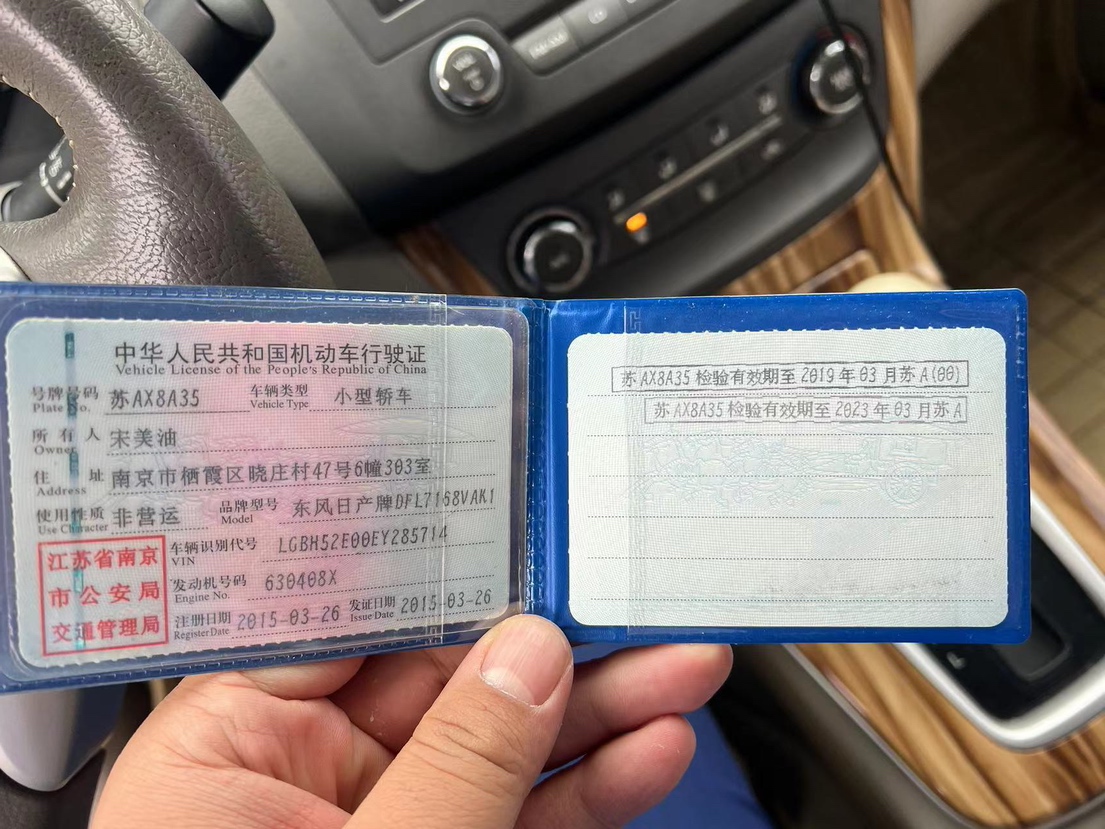 中华人民共和国机动车行驶证
Vehicle License of the People's Republic of China
号牌号码 苏AX8A35 车辆类型 小型轿车
Plate No. Vehicle Type
所有人 宋美油
Owner
住址 南京市栖霞区晓庄村47号6幢303室
Address
使用性质 非营运 品牌型号 东风日产牌DFL7168VAK1
Use Character Model
江苏省南京
市公安局
交通管理局
车辆识别代号 LGBH52E00EY285714
VIN
发动机号码 630408X
Engine No.
注册日期 2015-03-26 发证日期 2015-03-26
Register Date Issue Date
苏AX8A35 检验有效期至 2019年03月苏A(00)
苏AX8A35 检验有效期至 2023年03月苏A